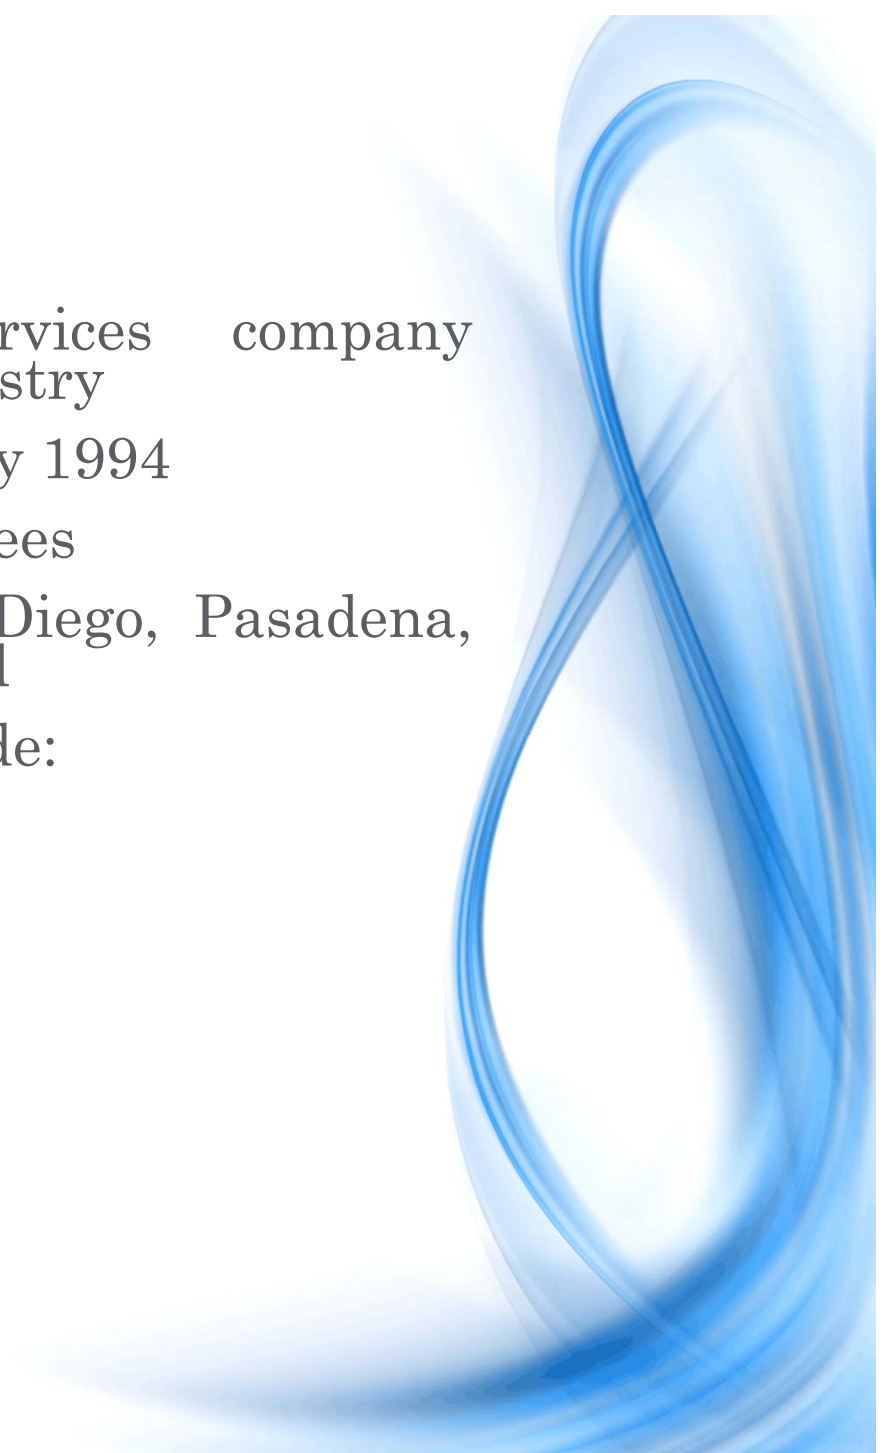 rvices company
stry
y 1994
ees
Diego, Pasadena,
l
de: